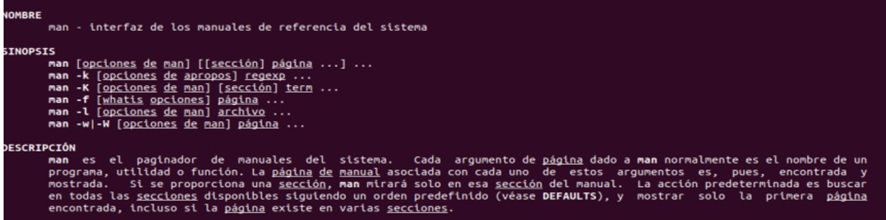 NOMBRE
man - interfaz de los manuales de referencia del sistema
SINOPSIS
man [opciones de man] [[sección] página ...] ...
man -k [opciones de apropos] regexp ...
man -K [opciones de man] [sección] term ...
man -f [whatis opciones] página ...
man -l [opciones de man] archivo ...
man -w|-W [opciones de man] página ...
DESCRIPCIÓN
man es el paginador de manuales del sistema. Cada argumento de página dado a man normalmente es el nombre de un
programa, utilidad o función. La página de manual asociada con cada uno de estos argumentos es, pues, encontrada y
mostrada. Si se proporciona una sección, man mirará solo en esa sección del manual. La acción predeterminada es buscar
en todas las secciones disponibles siguiendo un orden predefinido (véase DEFAULTS), y mostrar solo la primera página
encontrada, incluso si la página existe en varias secciones.